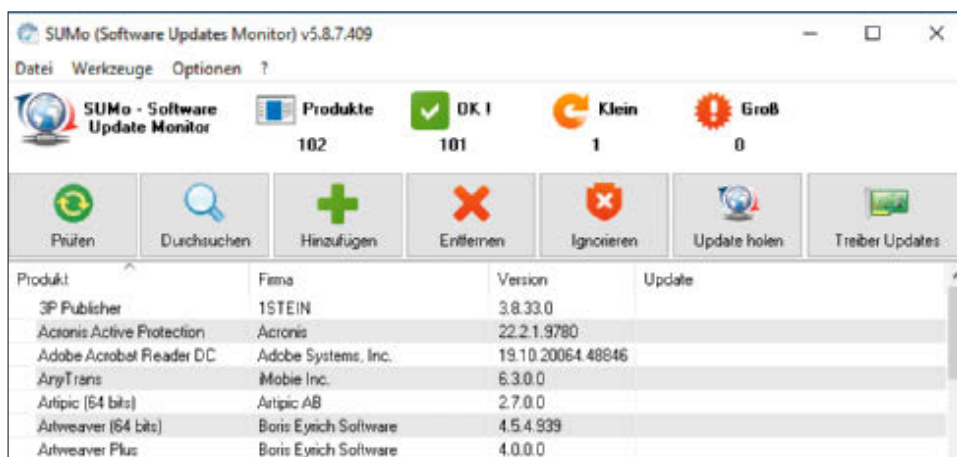 SUMo (Software Updates Monitor) v5.8.7.409
Datei Werkzeuge Optionen ?
SUMo - Software Update Monitor
Produkte
102
OK !
101
Klein
1
Groß
0
Prüfen Durchsuchen Hinzufügen Entfernen Ignorieren Update holen Treiber Updates
Produkt Firma Version Update
3P Publisher 1STEIN 3.8.33.0
Acronis Active Protection Acronis 22.2.1.9780
Adobe Acrobat Reader DC Adobe Systems, Inc. 19.10.20064.48846
AnyTrans iMobie Inc. 6.3.0.0
Artipic (64 bits) Artipic AB 2.7.0.0
Artweaver (64 bits) Boris Eyrich Software 4.5.4.939
Artweaver Plus Boris Eyrich Software 4.0.0.0